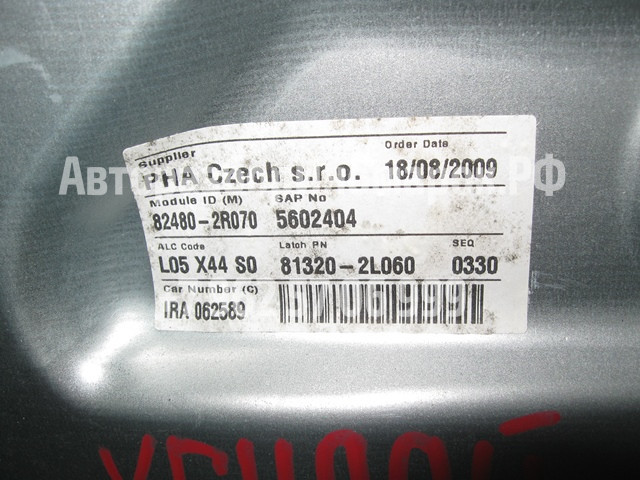 Supplier
Order Date
PHA Czech s.r.o. 18/08/2009
Module ID (M) SAP No
82480-2R070 5602404
ALC Code Latch PN SEQ
L05 X44 S0 81320-2L060 0330
Car Number (C)
IRA 062589